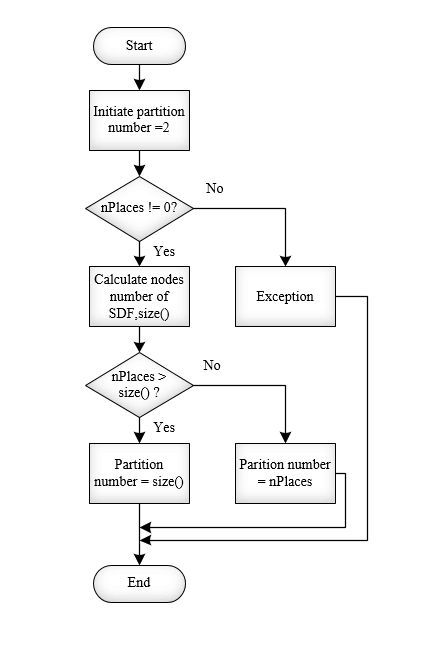 Start
Initiate partition
number =2
nPlaces != 0?
No
Yes
Calculate nodes
number of
SDF,size()
Exception
nPlaces >
size() ?
No
Yes
Partition
number = size()
Parition number
= nPlaces
End